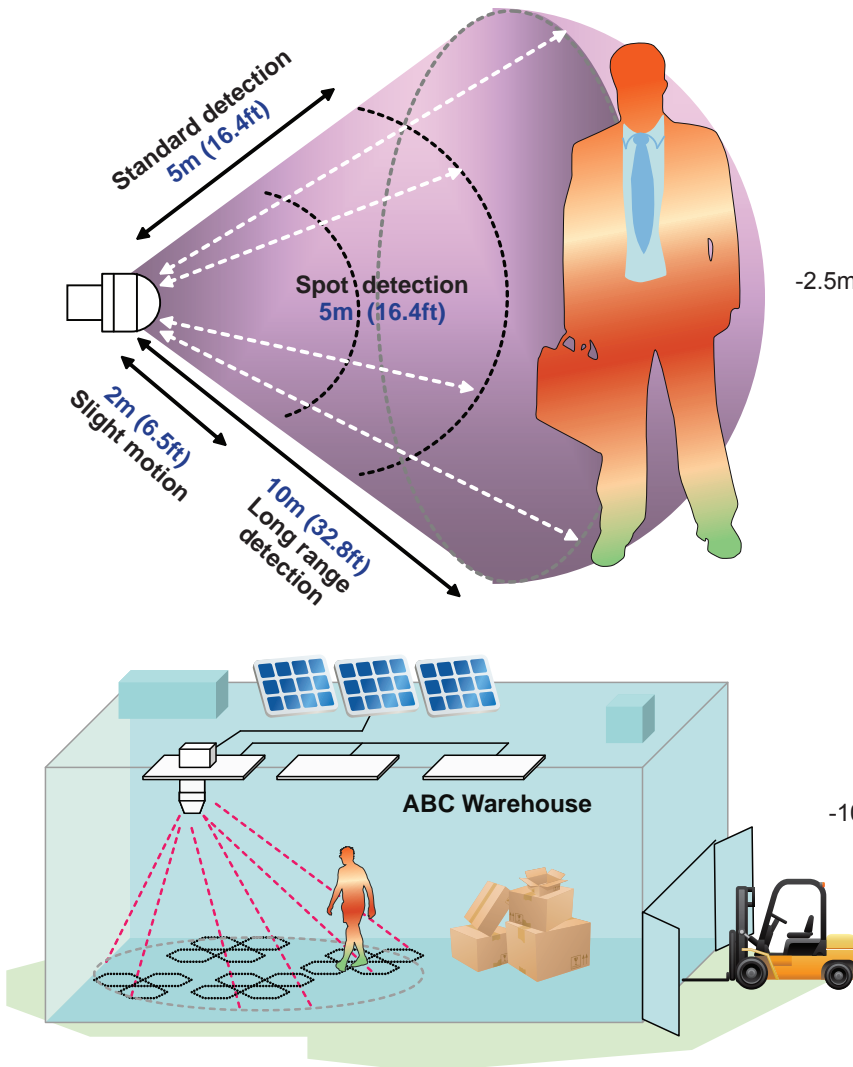 Standard detection
5m (16.4ft)
Spot detection
5m (16.4ft)
-2.5m
2m (6.5ft)
Slight motion
10m (32.8ft)
Long range
detection
ABC Warehouse